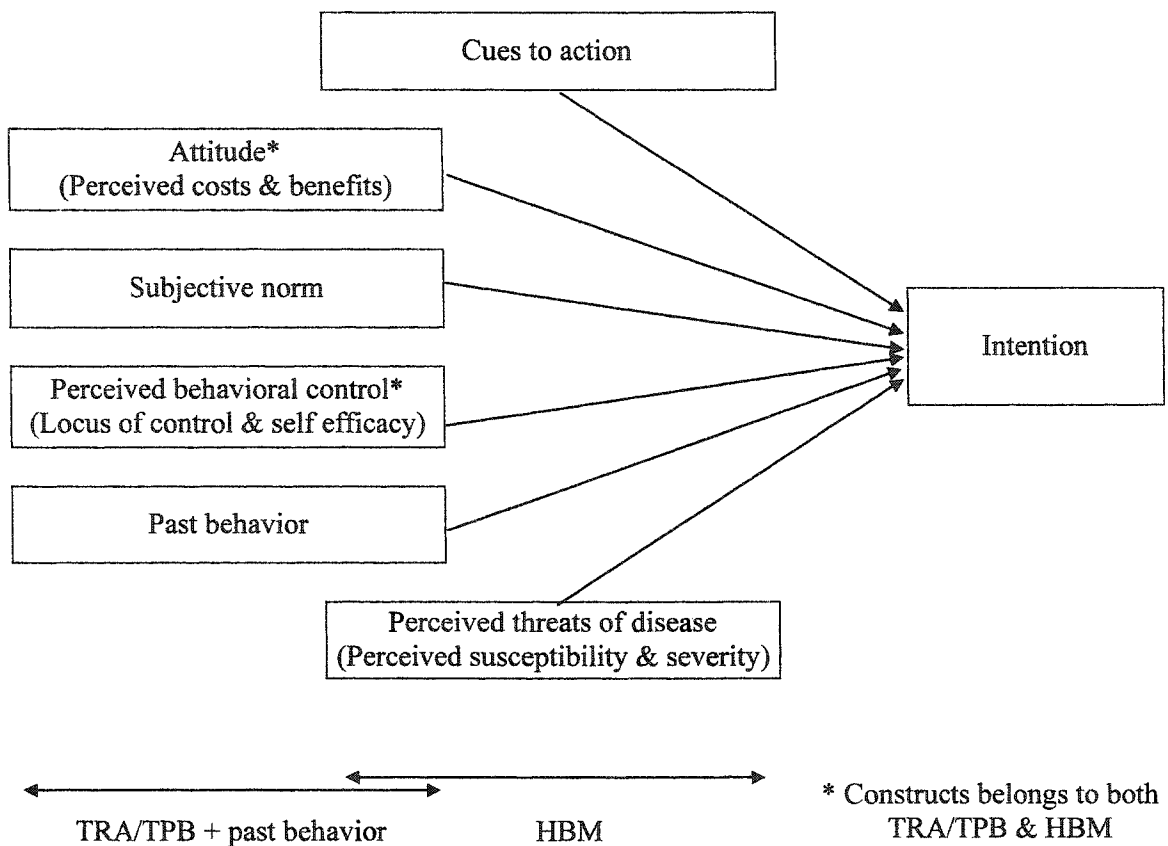 Cues to action
Attitude*
(Perceived costs & benefits)
Subjective norm
Intention
Perceived behavioral control*
(Locus of control & self efficacy)
Past behavior
Perceived threats of disease
(Perceived susceptibility & severity)
TRA/TPB + past behavior
HBM
* Constructs belongs to both
TRA/TPB & HBM